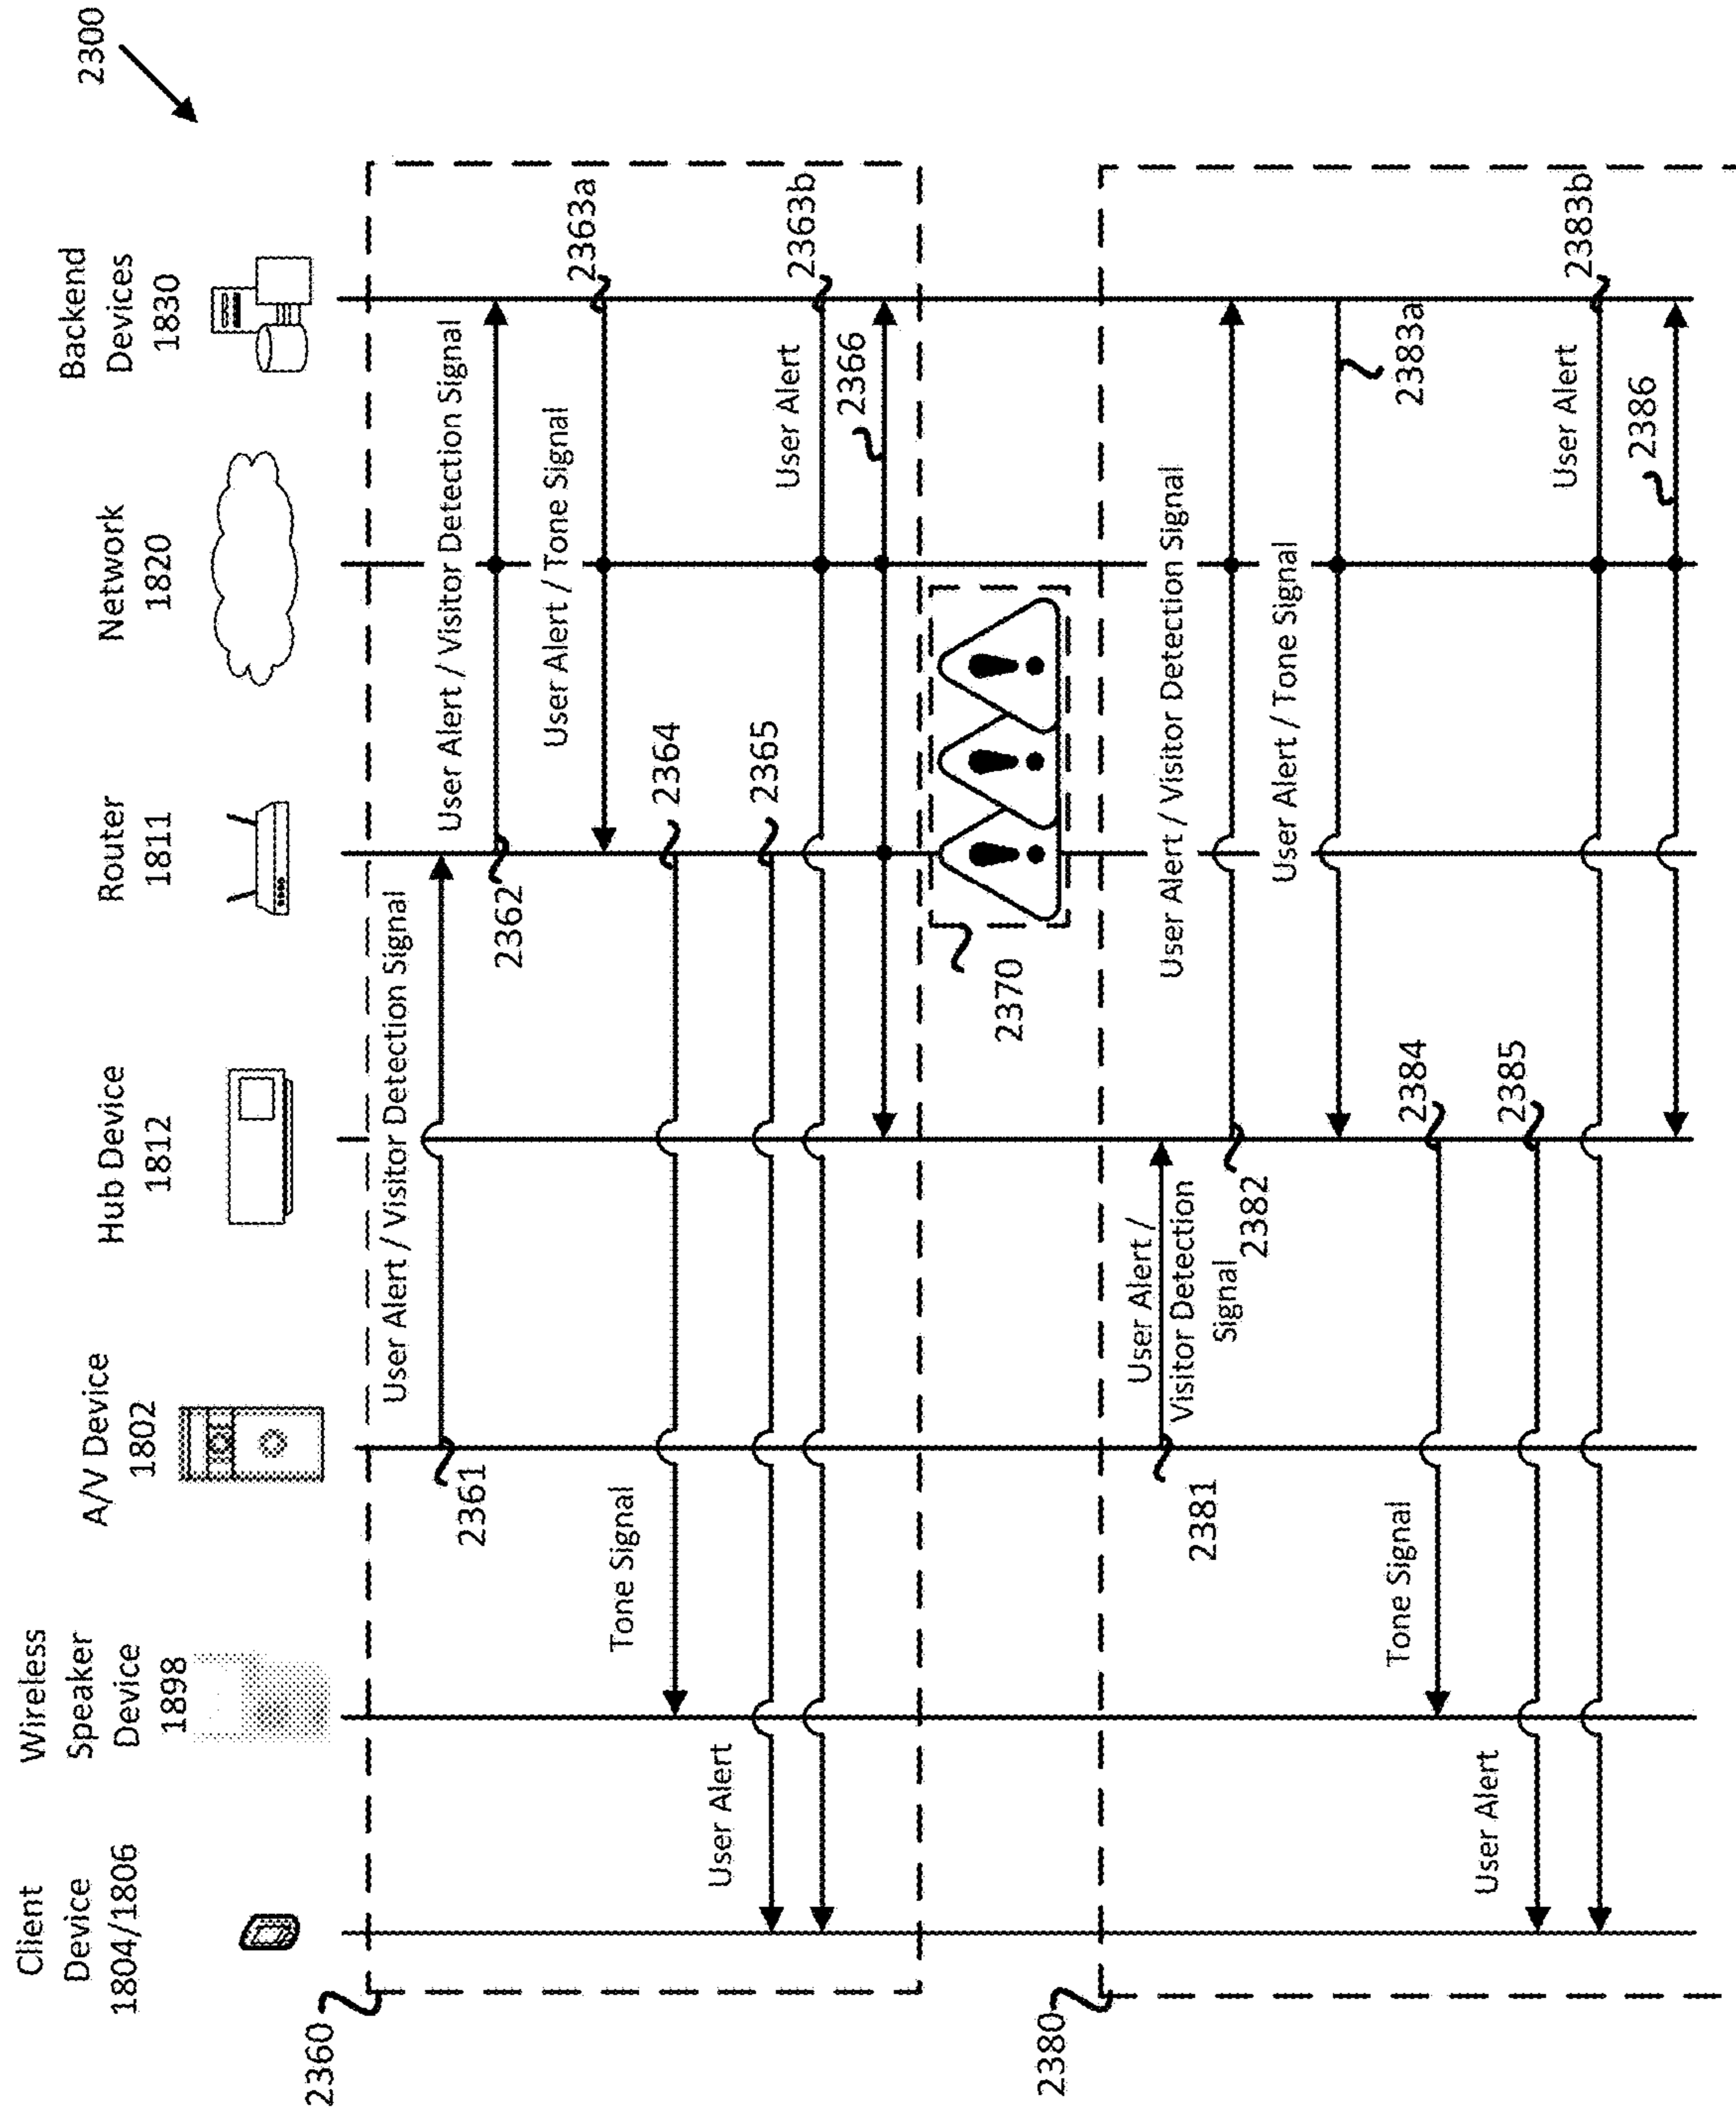 2300
Client
Device
1804/1806
Wireless
Speaker
Device
1898
A/V Device
1802
Hub Device
1812
Router
1811
Network
1820
Backend
Devices
1830
2360
User Alert / Visitor Detection Signal
2361
User Alert / Visitor Detection Signal
2362
User Alert / Tone Signal
2363a
Tone Signal
2364
User Alert
2365
User Alert
2363b
2366
2370
2380
User Alert /
Visitor Detection
Signal
2381
User Alert / Visitor Detection Signal
2382
User Alert / Tone Signal
2383a
Tone Signal
2384
User Alert
2385
User Alert
2383b
2386